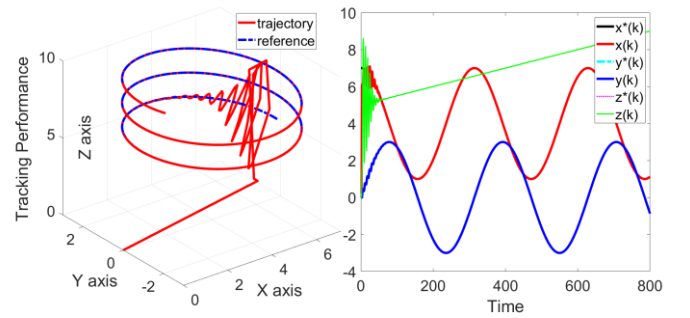 trajectory
reference
Tracking Performance
Z axis
10
5
0
2
0
-2
Y axis
0
2
4
6
X axis
10
8
6
4
2
0
-2
-4
0
200
400
600
800
Time
x*(k)
x(k)
y*(k)
y(k)
z*(k)
z(k)